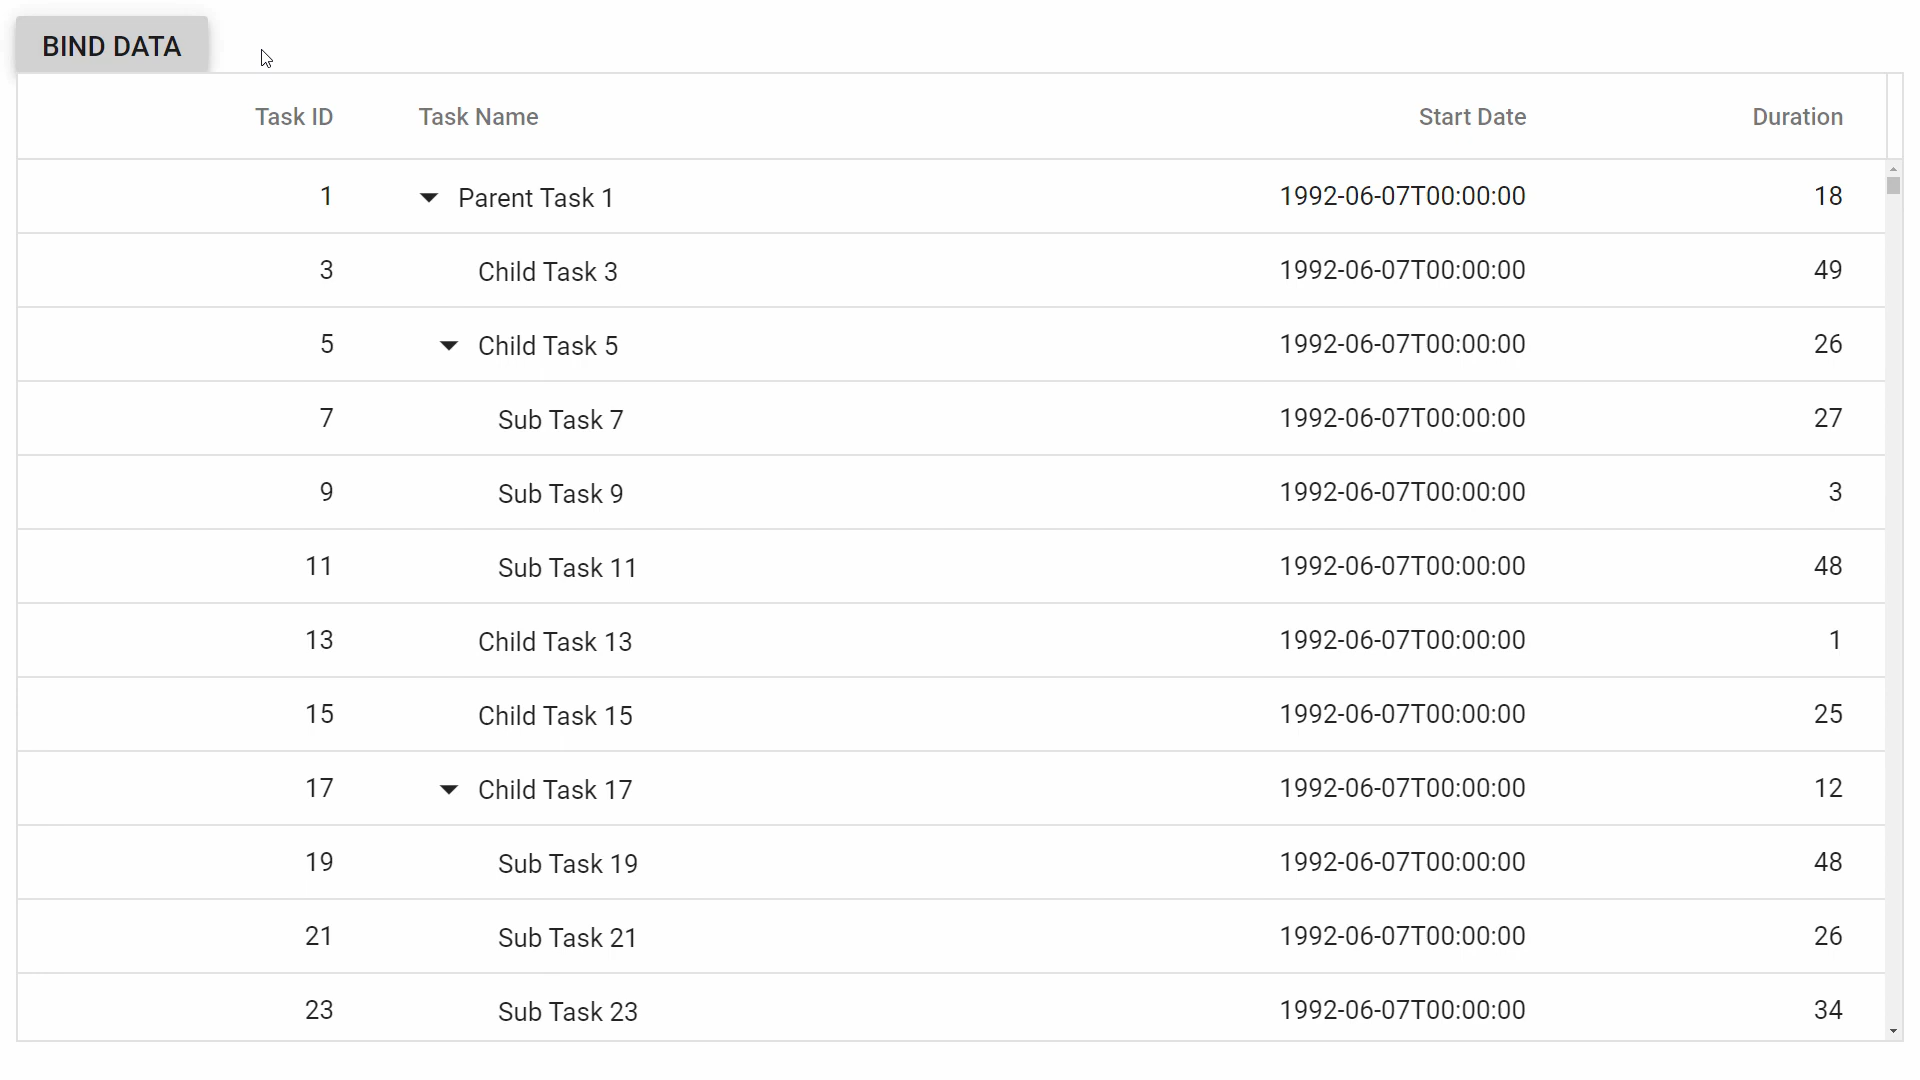 BIND DATA
Task ID Task Name Start Date Duration
1 Parent Task 1 1992-06-07T00:00:00 18
3 Child Task 3 1992-06-07T00:00:00 49
5 Child Task 5 1992-06-07T00:00:00 26
7 Sub Task 7 1992-06-07T00:00:00 27
9 Sub Task 9 1992-06-07T00:00:00 3
11 Sub Task 11 1992-06-07T00:00:00 48
13 Child Task 13 1992-06-07T00:00:00 1
15 Child Task 15 1992-06-07T00:00:00 25
17 Child Task 17 1992-06-07T00:00:00 12
19 Sub Task 19 1992-06-07T00:00:00 48
21 Sub Task 21 1992-06-07T00:00:00 26
23 Sub Task 23 1992-06-07T00:00:00 34